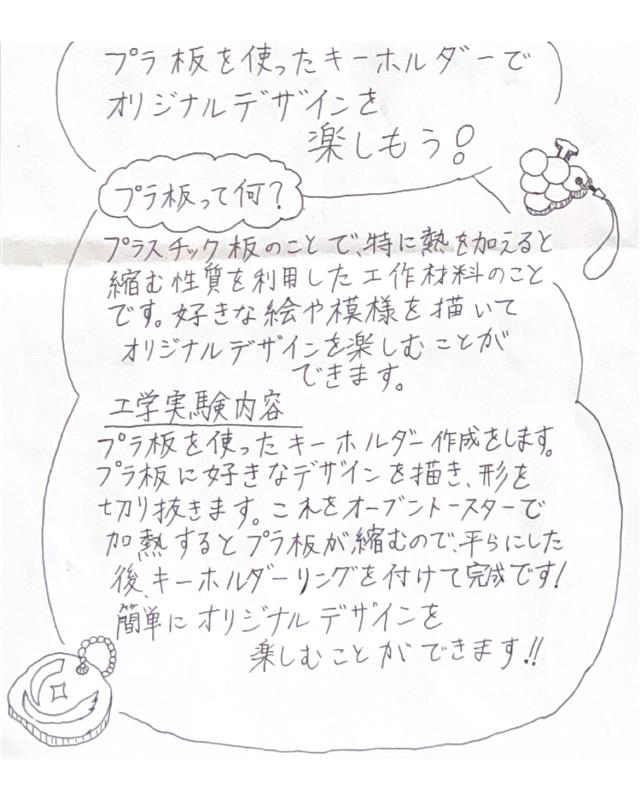 プラ板を使ったキーホルダーで
オリジナルデザインを
楽しもう!
プラ板って何?
プラスチック板のことで、特に熱を加えると
縮む性質を利用した工作材料のこと
です。好きな絵や模様を描いて
オリジナルデザインを楽しむことが
できます。
工学実験内容
プラ板を使ったキーホルダー作成をします。
プラ板に好きなデザインを描き、形を
切り抜きます。これをオーブントースターで
加熱するとプラ板が縮むので、平らにした
後、キーホルダーリングを付けて完成です!
簡単にオリジナルデザインを
楽しむことができます!!